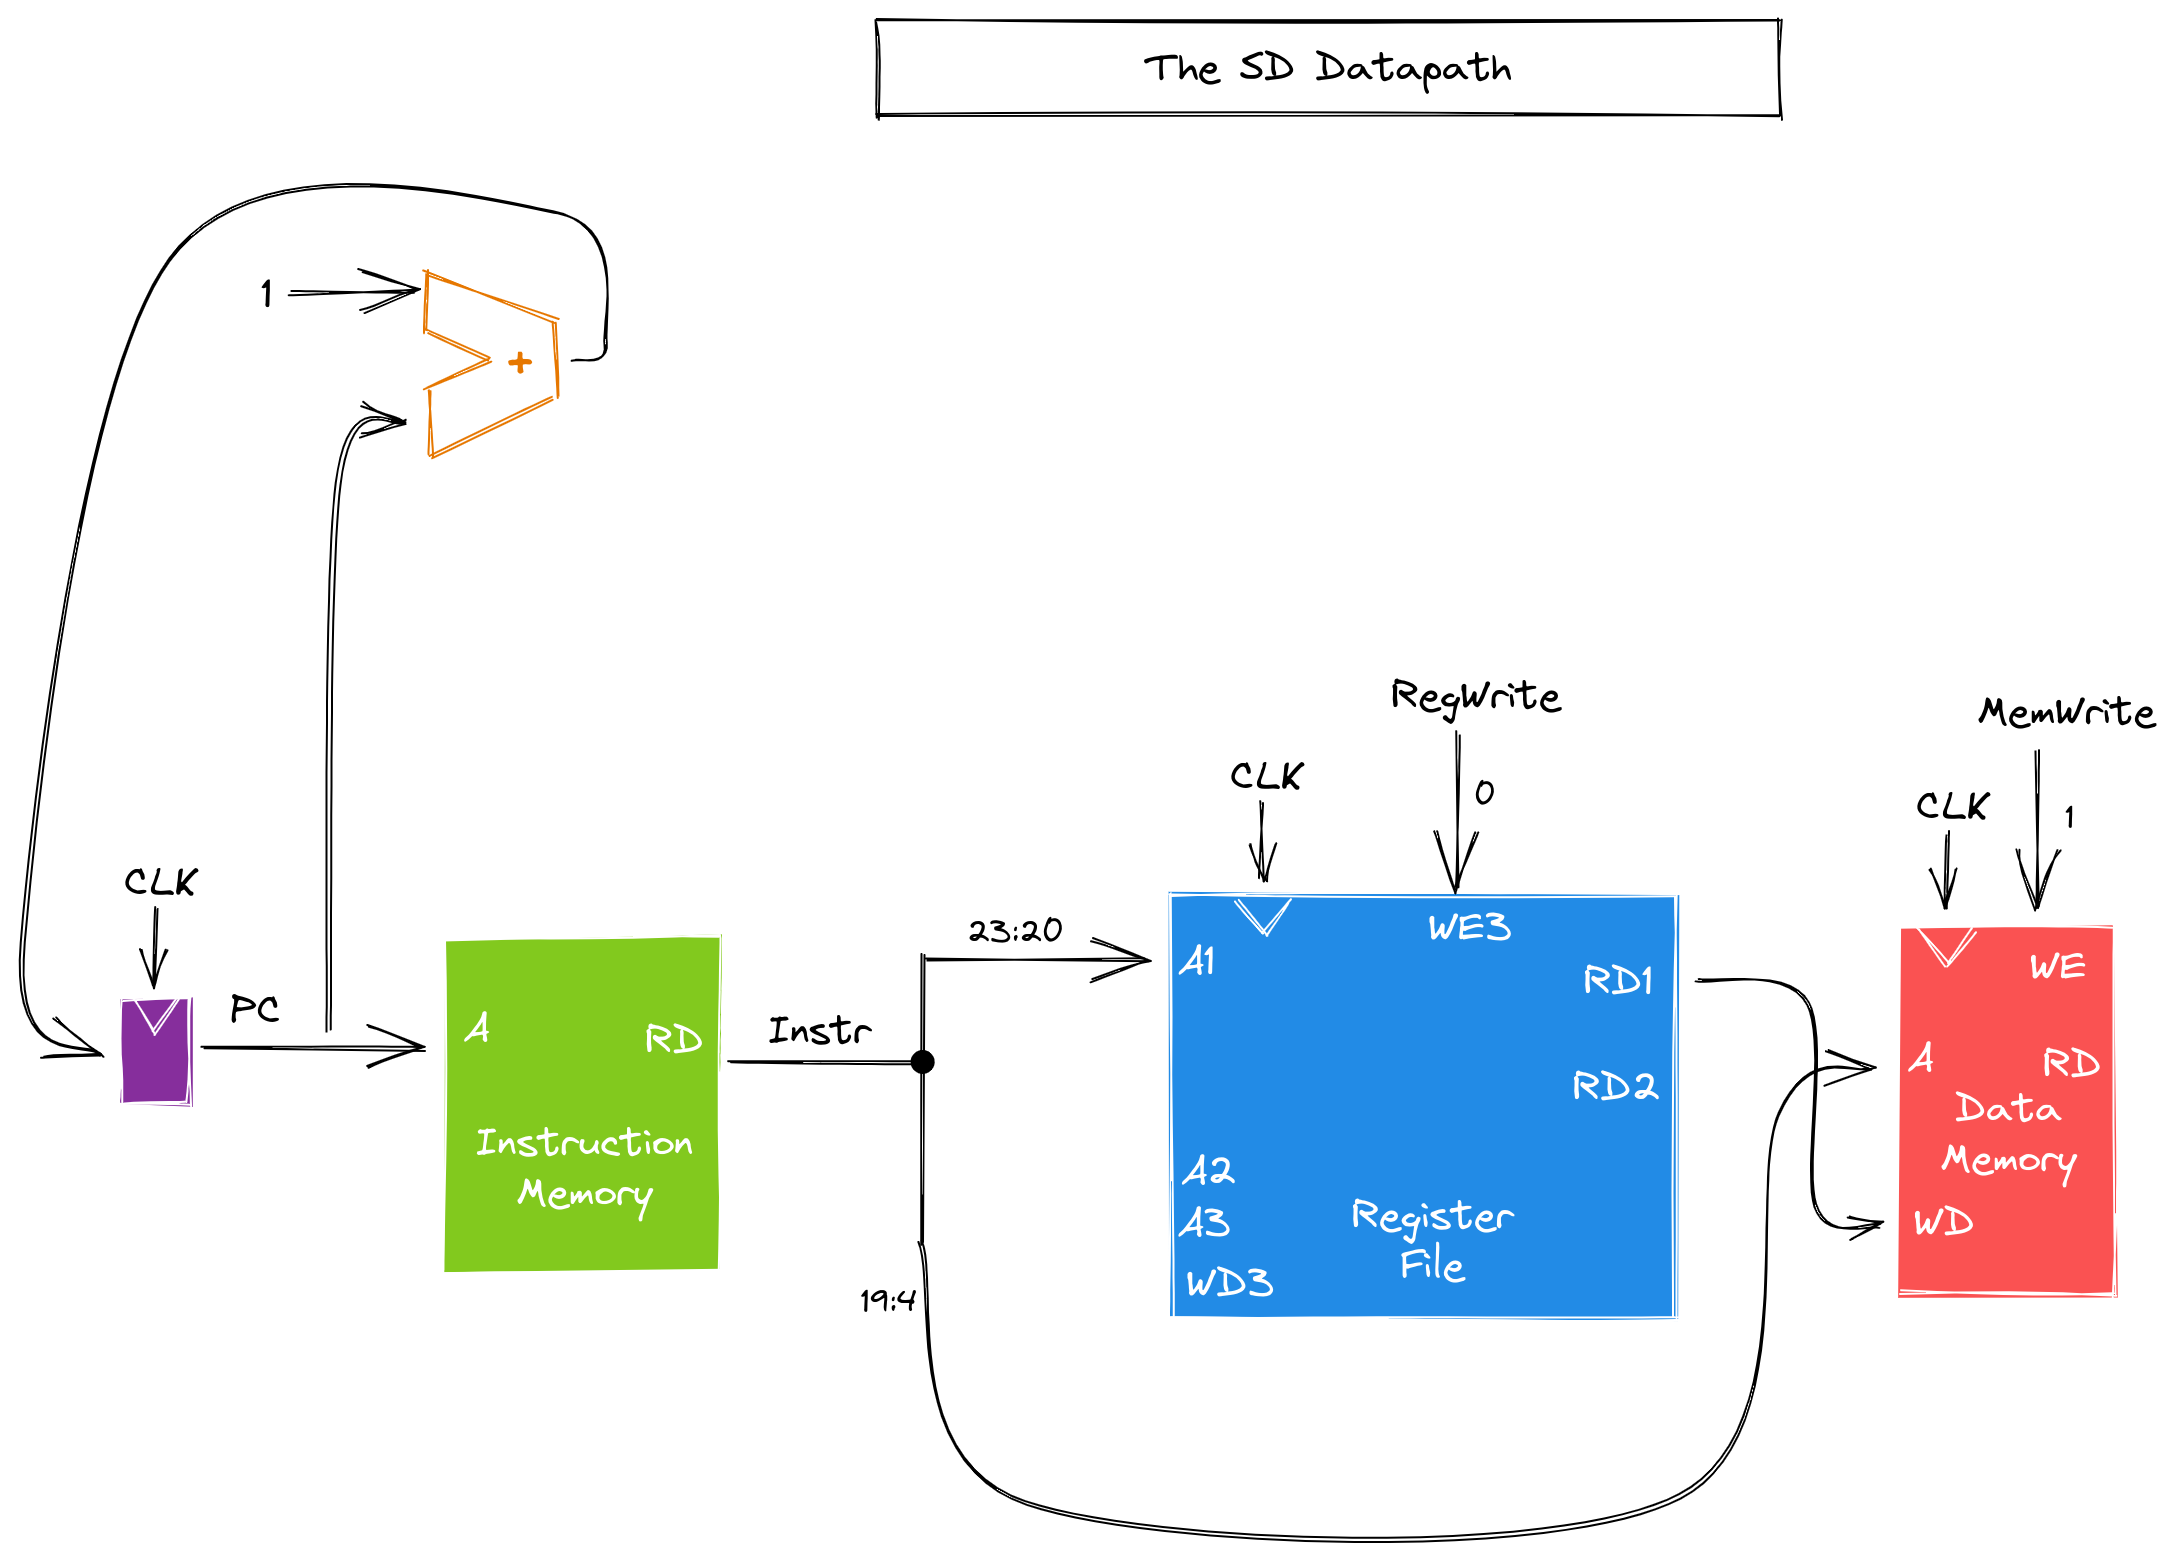 The SD Datapath
1
+
RegWrite
MemWrite
CLK
0
CLK
1
CLK
PC
A
RD
Instruction
Memory
Instr
23:20
19:4
WE3
A1
RD1
RD2
A2
A3
WD3
Register
File
WE
A
RD
Data
Memory
WD